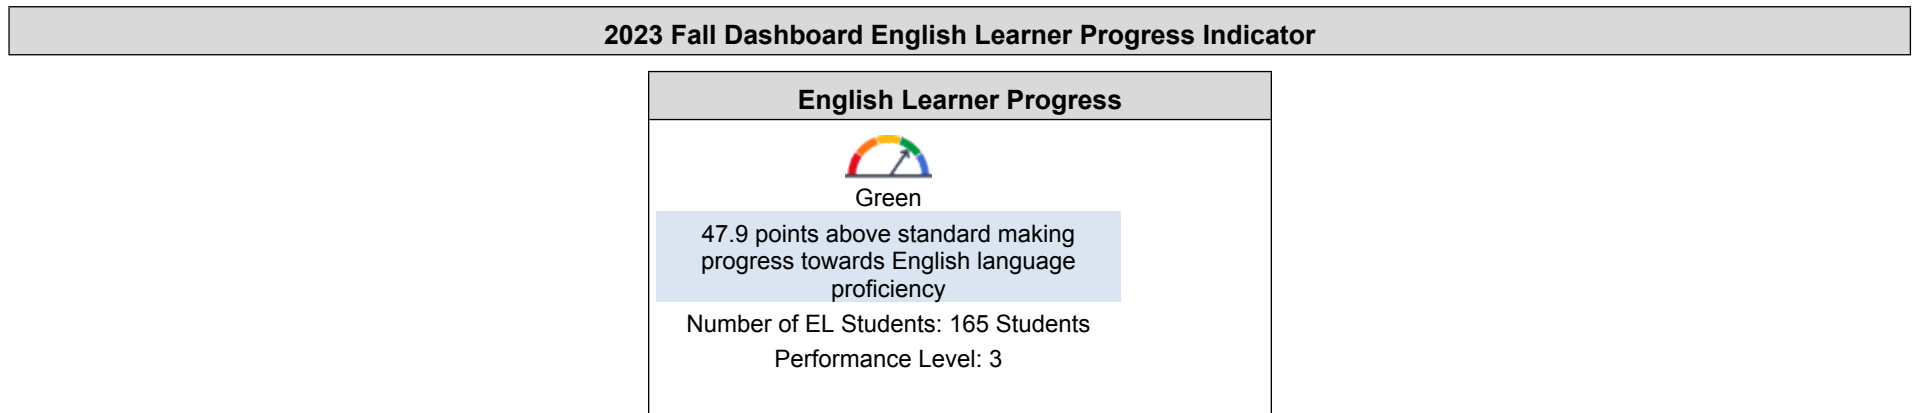 2023 Fall Dashboard English Learner Progress Indicator
English Learner Progress
Green
47.9 points above standard making
progress towards English language
proficiency
Number of EL Students: 165 Students
Performance Level: 3